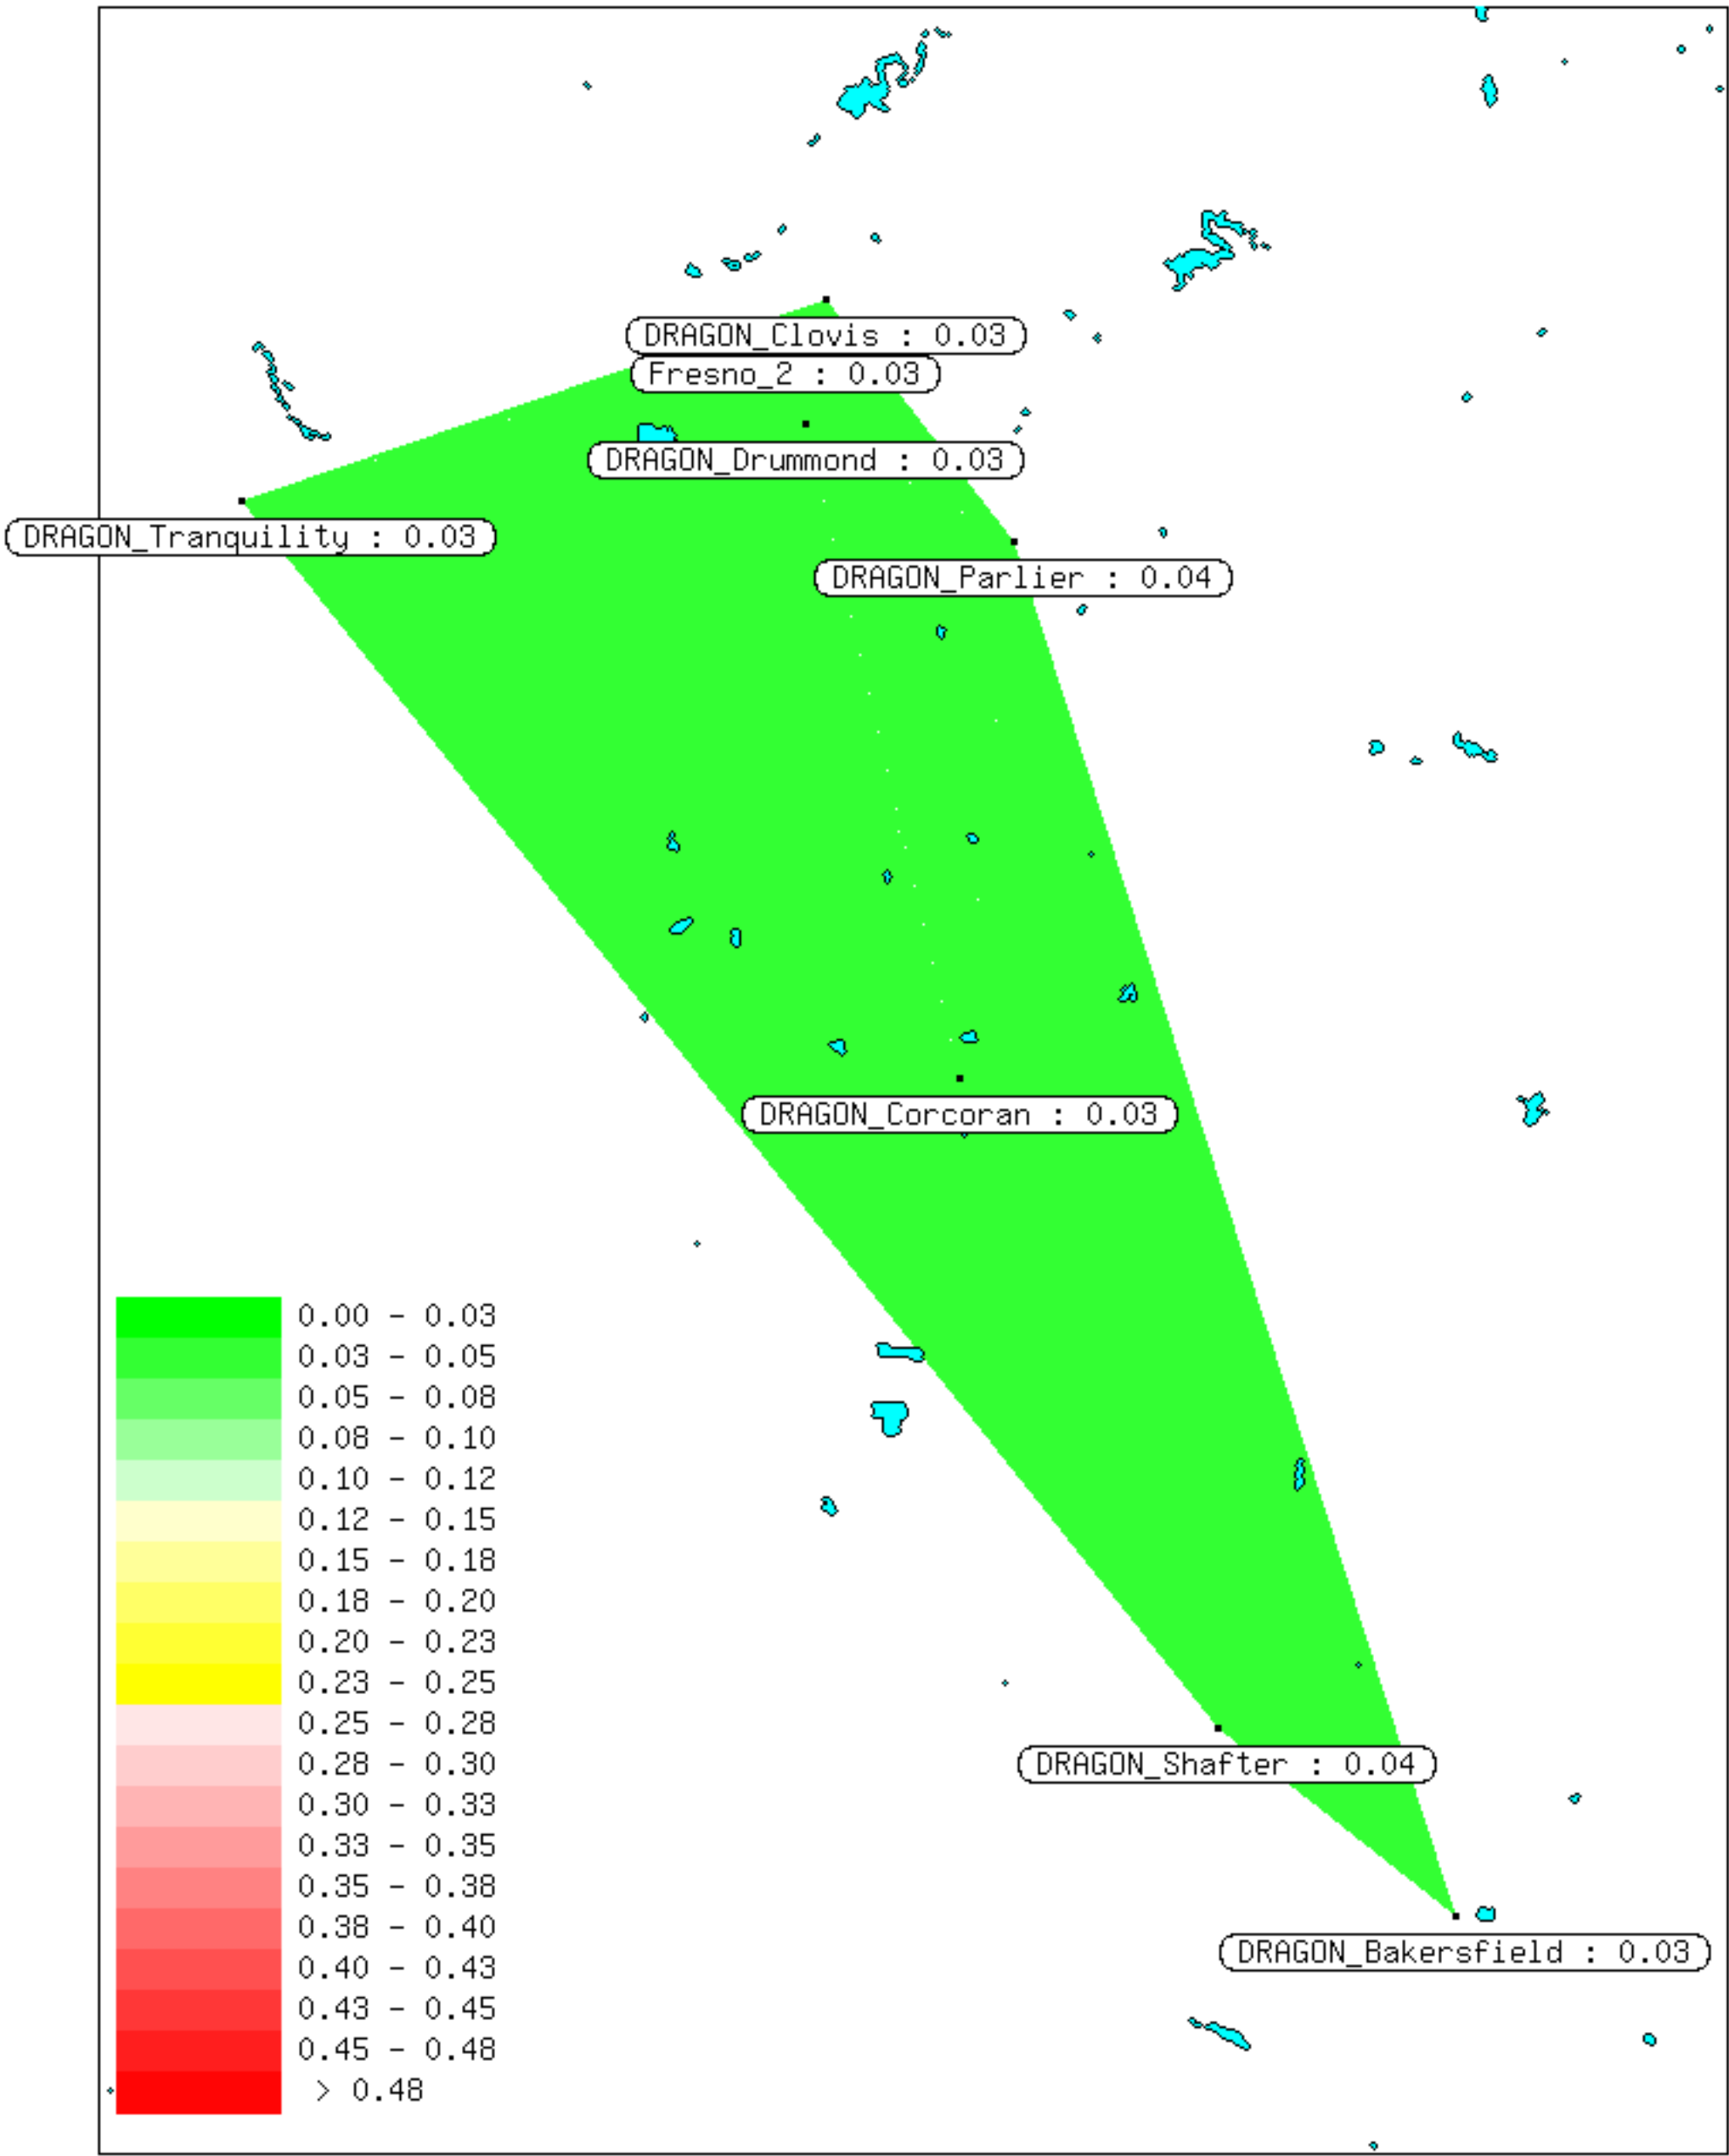 DRAGON_Clovis : 0.03
Fresno_2 : 0.03
DRAGON_Drummond : 0.03
DRAGON_Tranquility : 0.03
DRAGON_Parlier : 0.04
DRAGON_Corcoran : 0.03
0.00 - 0.03
0.03 - 0.05
0.05 - 0.08
0.08 - 0.10
0.10 - 0.12
0.12 - 0.15
0.15 - 0.18
0.18 - 0.20
0.20 - 0.23
0.23 - 0.25
0.25 - 0.28
0.28 - 0.30
0.30 - 0.33
0.33 - 0.35
0.35 - 0.38
0.38 - 0.40
0.40 - 0.43
0.43 - 0.45
0.45 - 0.48
> 0.48
DRAGON_Shafter : 0.04
DRAGON_Bakersfield : 0.03